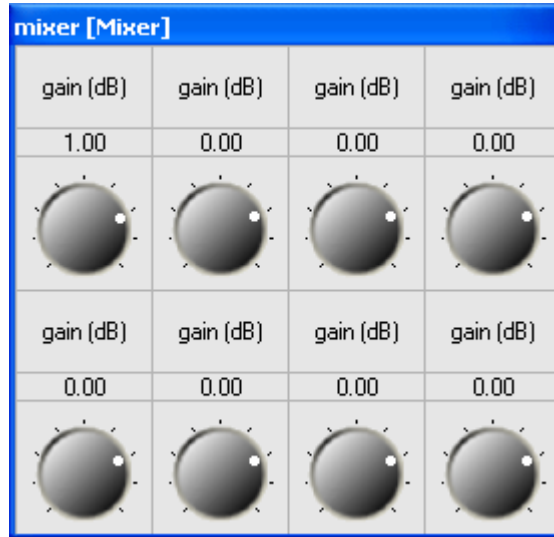 mixer [Mixer]
gain (dB) gain (dB) gain (dB) gain (dB)
1.00 0.00 0.00 0.00
gain (dB) gain (dB) gain (dB) gain (dB)
0.00 0.00 0.00 0.00